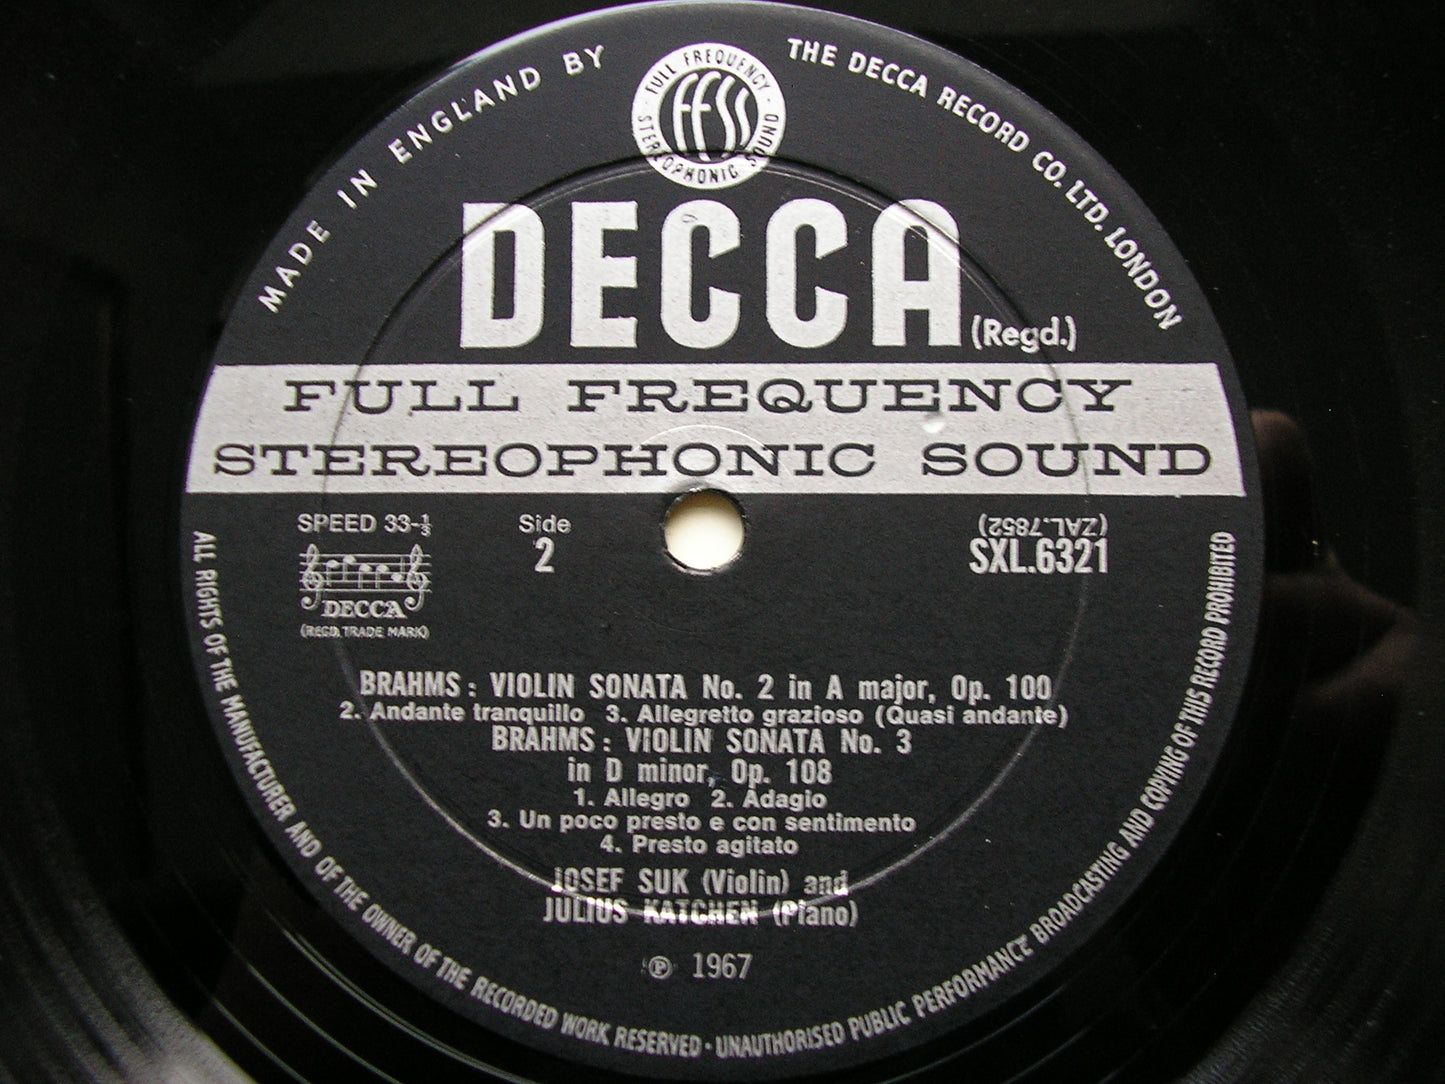 MADE IN ENGLAND BY
THE DECCA RECORD CO. LTD. LONDON
FULL FREQUENCY
FFSS
STEREOPHONIC SOUND
DECCA
(Regd.)
FULL FREQUENCY
STEREOPHONIC SOUND
SPEED 33-⅓
Side
2
(ZAL.7852)
SXL.6321
DECCA
(REGD. TRADE MARK)
BRAHMS : VIOLIN SONATA No. 2 in A major, Op. 100
2. Andante tranquillo 3. Allegretto grazioso (Quasi andante)
BRAHMS : VIOLIN SONATA No. 3
in D minor, Op. 108
1. Allegro 2. Adagio
3. Un poco presto e con sentimento
4. Presto agitato
JOSEF SUK (Violin) and
JULIUS KATCHEN (Piano)
℗ 1967
ALL RIGHTS OF THE MANUFACTURER AND OF THE OWNER OF THE RECORDED WORK RESERVED · UNAUTHORISED PUBLIC PERFORMANCE BROADCASTING AND COPYING OF THIS RECORD PROHIBITED